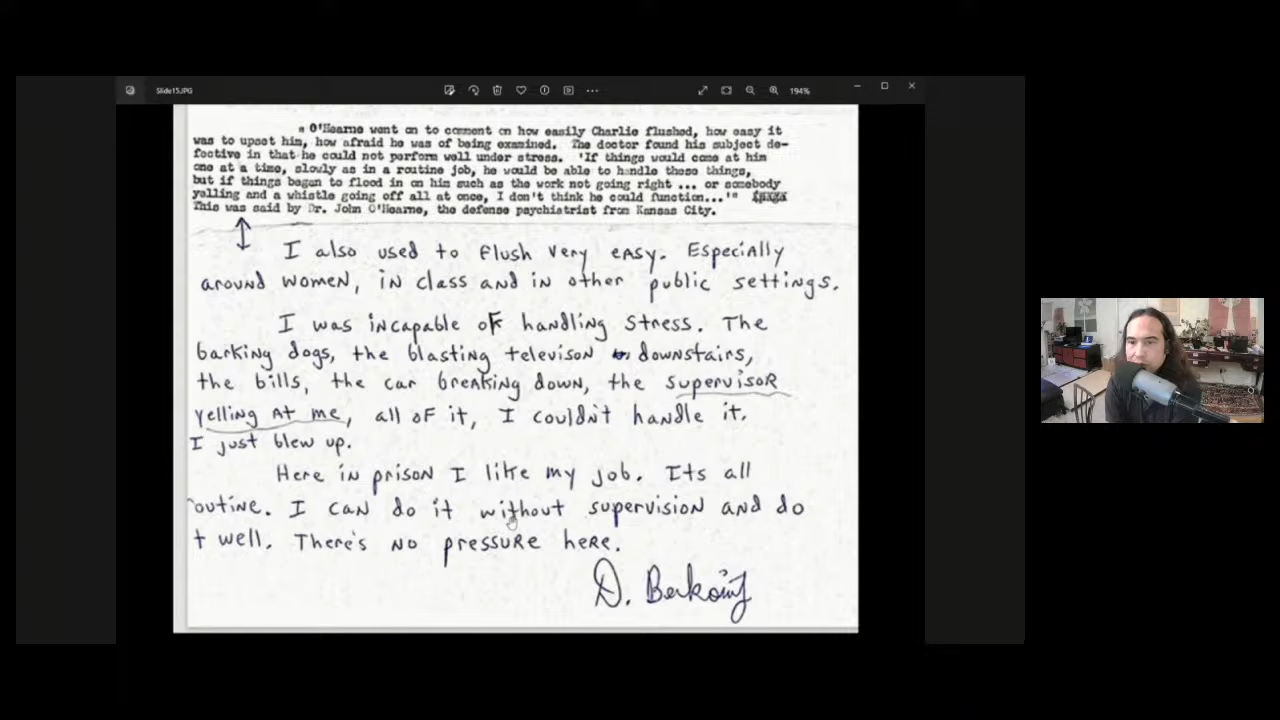 Slide15.JPG
194%
" O'Hearne went on to comment on how easily Charlie flushed, how easy it
was to upset him, how afraid he was of being examined. The doctor found his subject de-
fective in that he could not perform well under stress. 'If things would come at him
one at a time, slowly as in a routine job, he would be able to handle these things,
but if things began to flood in on him such as the work not going right ... or somebody
yelling and a whistle going off all at once, I don't think he could function...'"
This was said by Dr. John O'Hearne, the defense psychiatrist from Kansas City.
I also used to flush very easy. Especially
around women, in class and in other public settings.
I was incapable of handling stress. The
barking dogs, the blasting televison downstairs,
the bills, the car breaking down, the supervisor
yelling at me, all of it, I couldn't handle it.
I just blew up.
Here in prison I like my job. Its all
outine. I can do it without supervision and do
t well. There's no pressure here.
D. Berkowitz